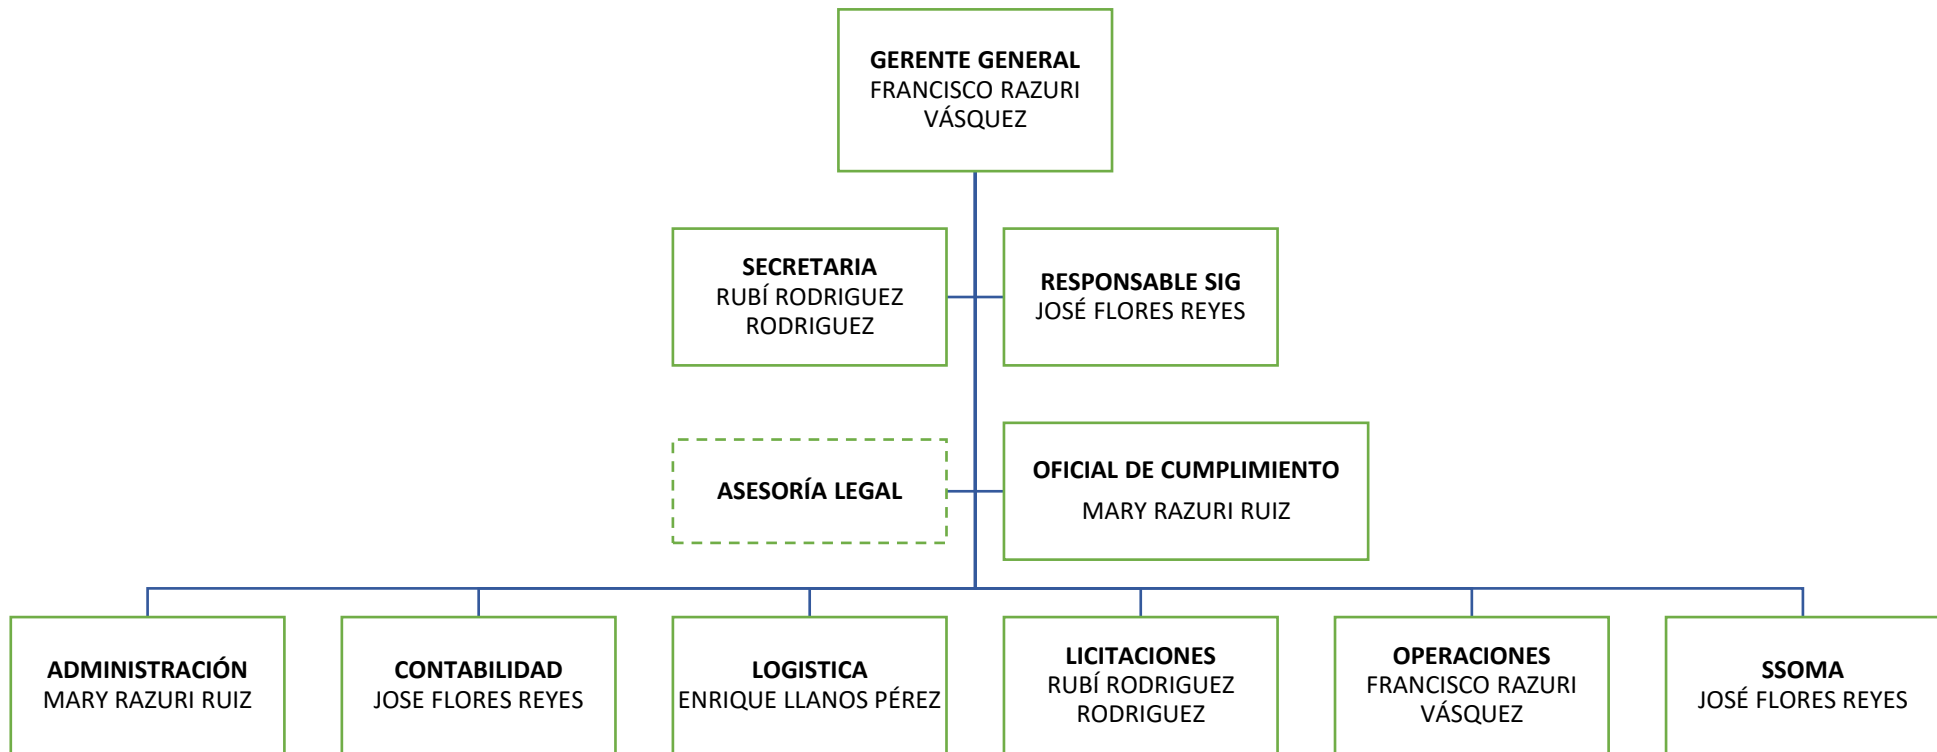 GERENTE GENERAL
FRANCISCO RAZURI
VÁSQUEZ
SECRETARIA
RUBÍ RODRIGUEZ
RODRIGUEZ
RESPONSABLE SIG
JOSÉ FLORES REYES
ASESORÍA LEGAL
OFICIAL DE CUMPLIMIENTO
MARY RAZURI RUIZ
ADMINISTRACIÓN
MARY RAZURI RUIZ
CONTABILIDAD
JOSE FLORES REYES
LOGISTICA
ENRIQUE LLANOS PÉREZ
LICITACIONES
RUBÍ RODRIGUEZ
RODRIGUEZ
OPERACIONES
FRANCISCO RAZURI
VÁSQUEZ
SSOMA
JOSÉ FLORES REYES